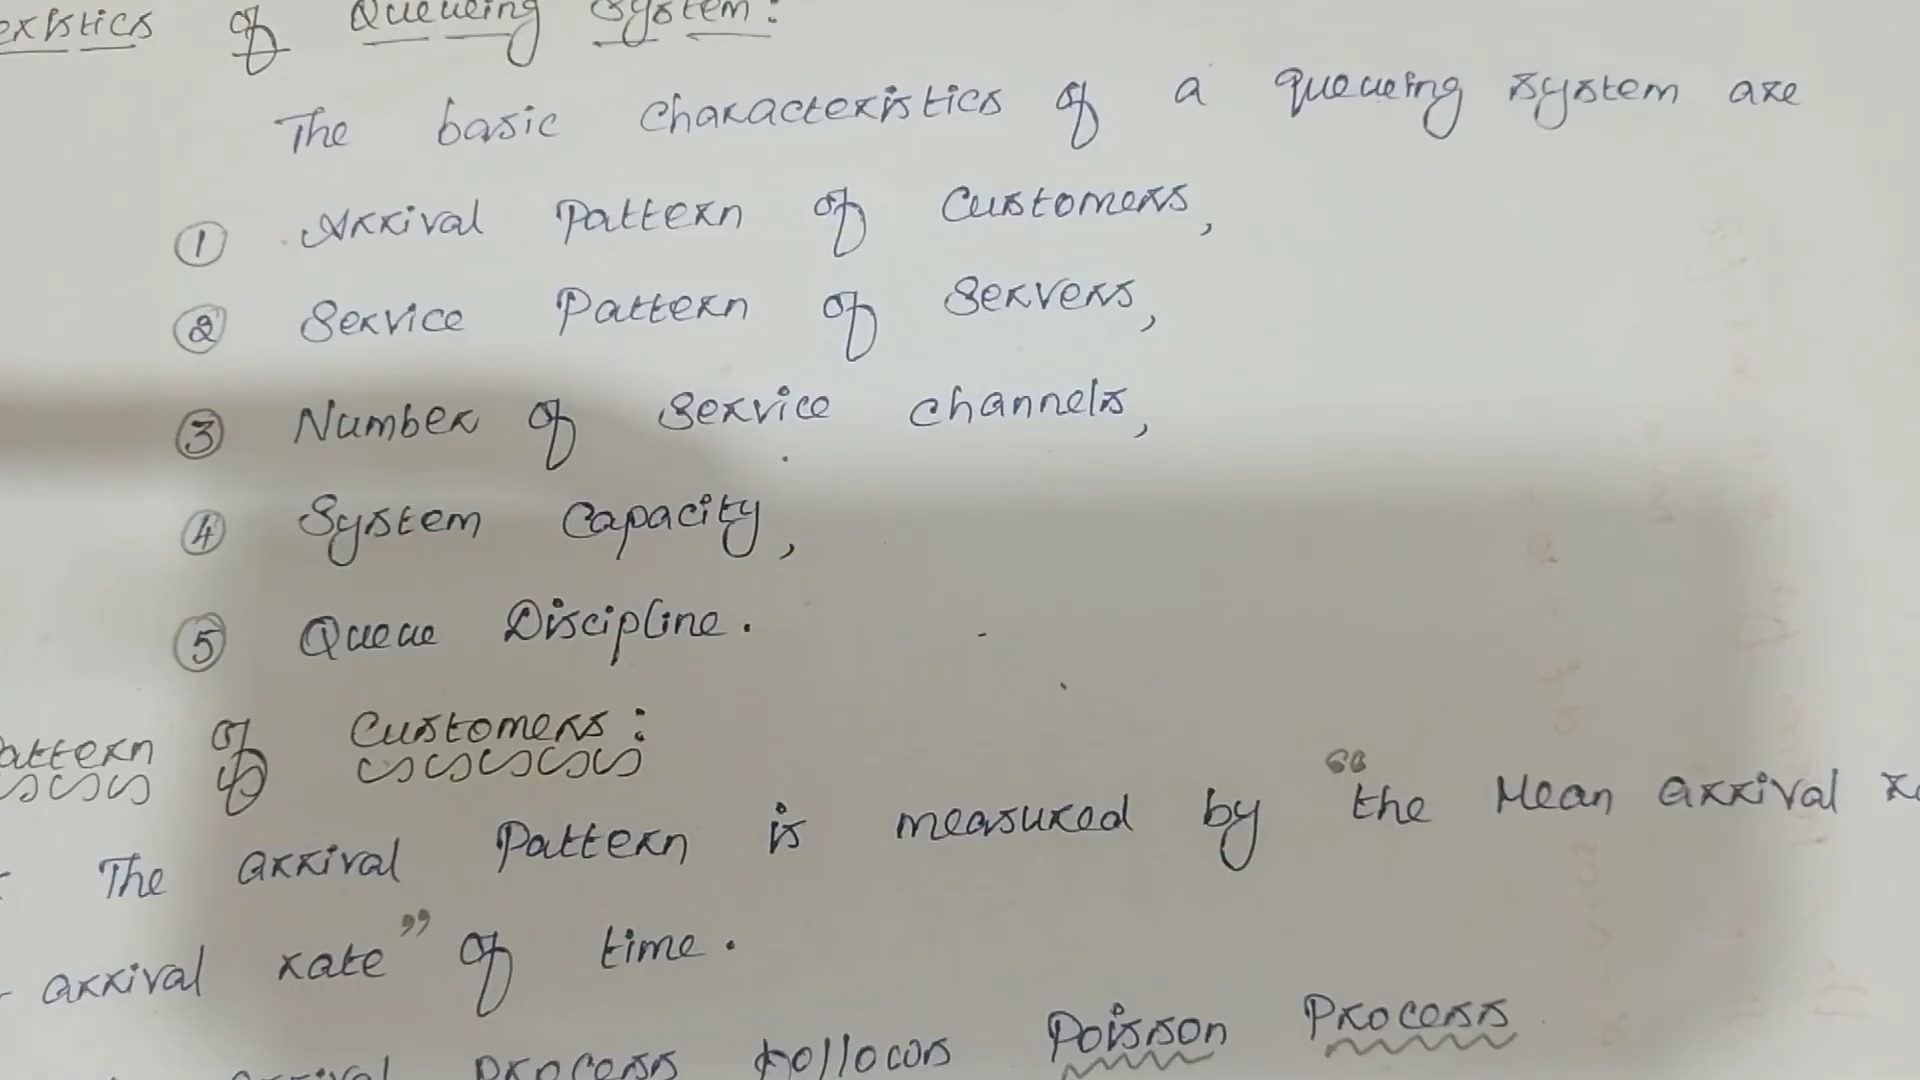 of Queueing System:
The basic characteristics of a queueing system are
① Arrival Pattern of Customers,
② Service Pattern of Servers,
③ Number of Service channels,
④ System Capacity,
⑤ Queue Discipline.
of Customers:
The arrival Pattern is measured by "the Mean arrival
arrival rate" of time.
process follows Poisson Process